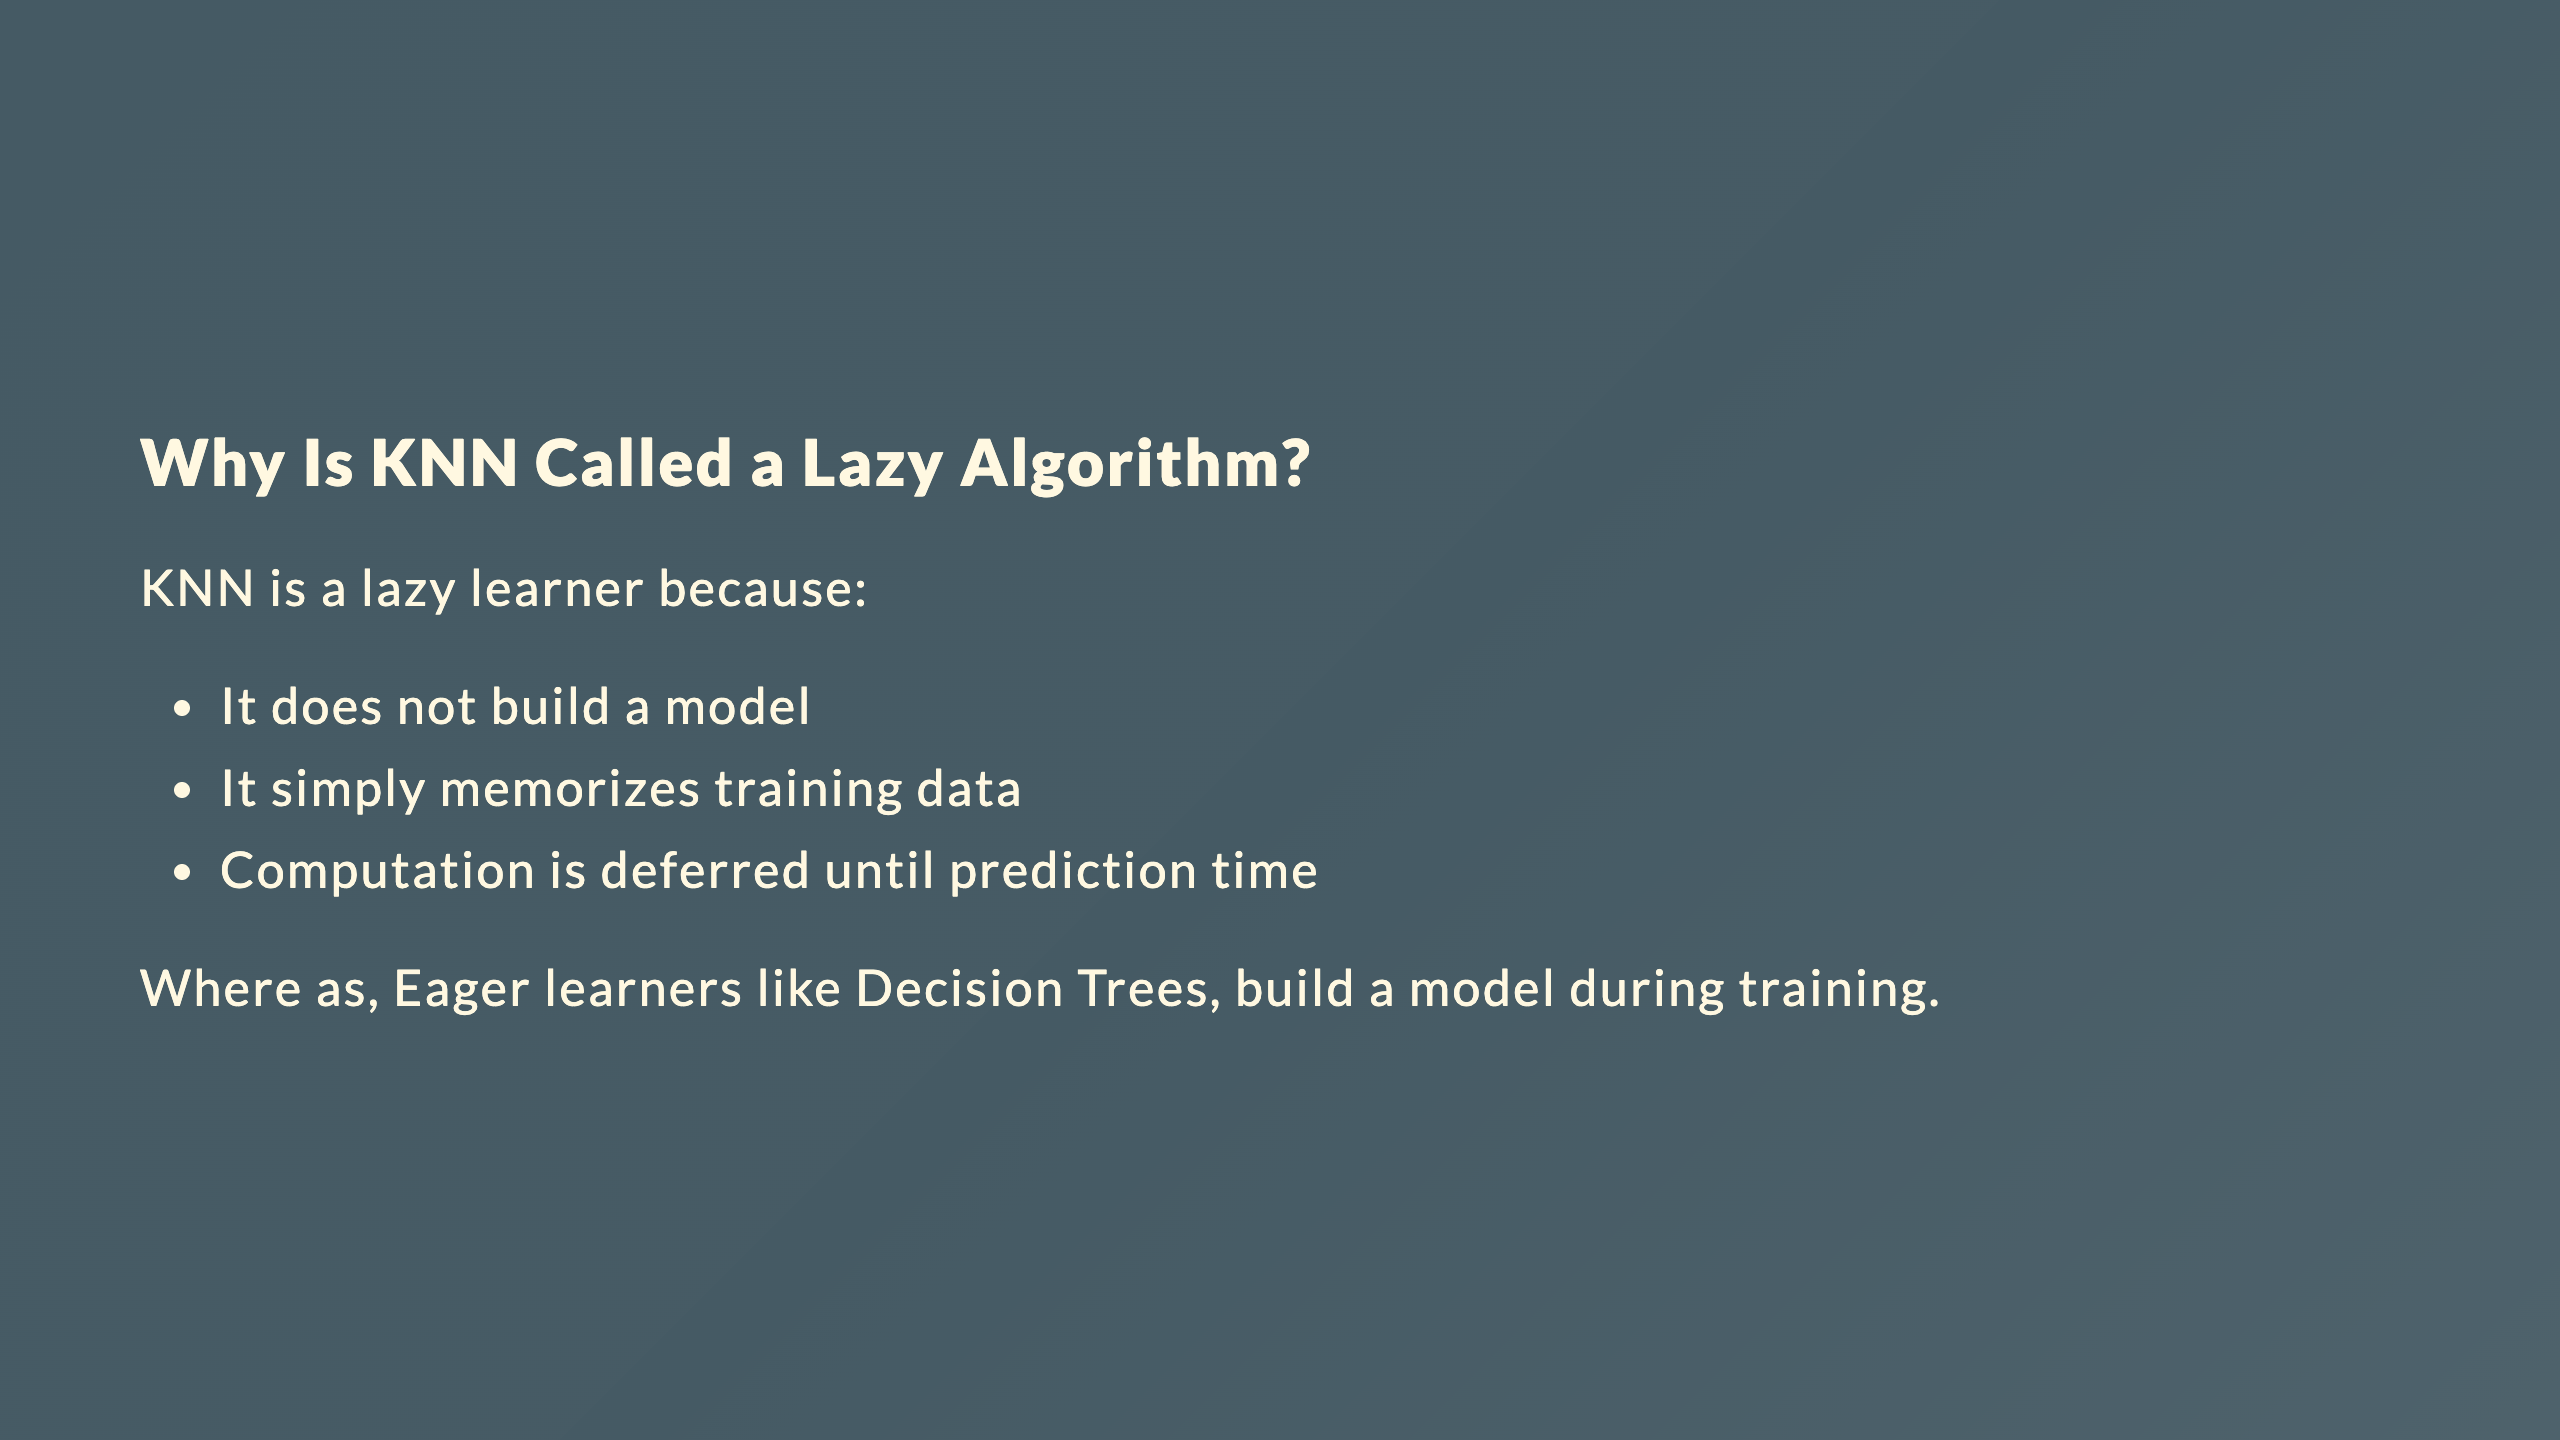 Why Is KNN Called a Lazy Algorithm?
KNN is a lazy learner because:
• It does not build a model
• It simply memorizes training data
• Computation is deferred until prediction time
Where as, Eager learners like Decision Trees, build a model during training.